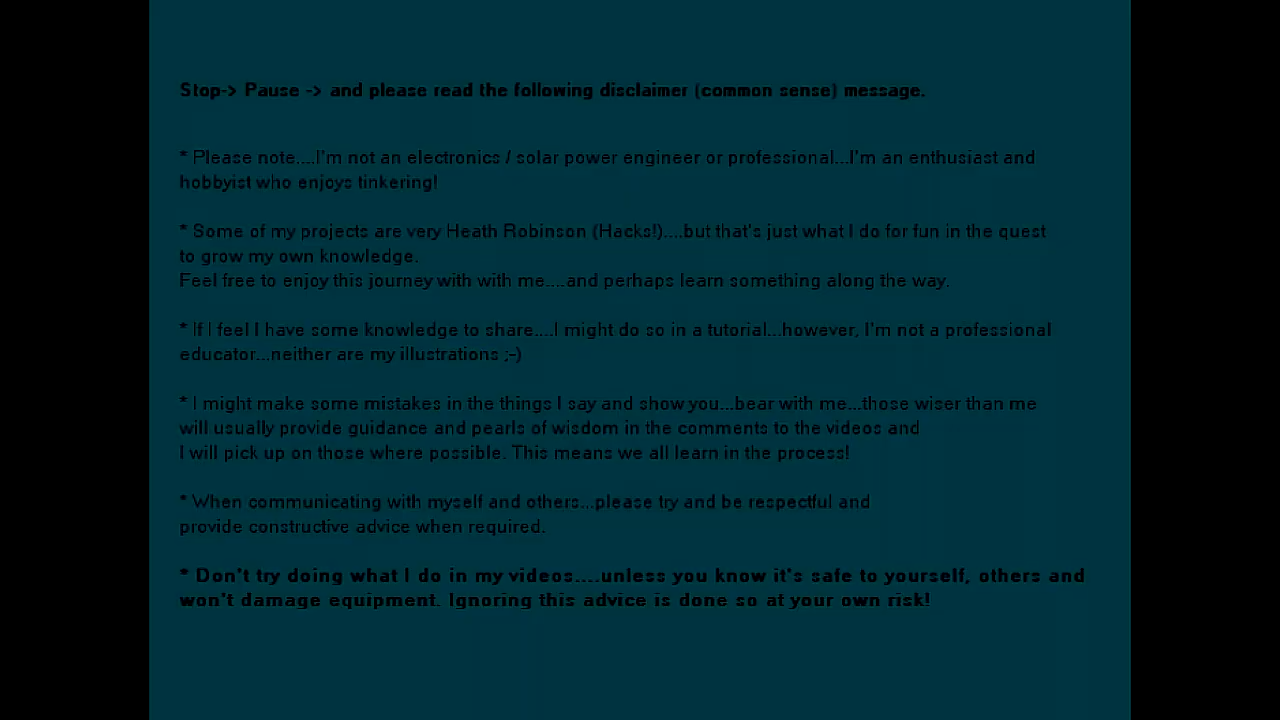 Stop-> Pause -> and please read the following disclaimer (common sense) message.
* Please note....I'm not an electronics / solar power engineer or professional...I'm an enthusiast and
hobbyist who enjoys tinkering!
* Some of my projects are very Heath Robinson (Hacks!)....but that's just what I do for fun in the quest
to grow my own knowledge.
Feel free to enjoy this journey with with me....and perhaps learn something along the way.
* If I feel I have some knowledge to share....I might do so in a tutorial...however, I'm not a professional
educator...neither are my illustrations ;-)
* I might make some mistakes in the things I say and show you...bear with me...those wiser than me
will usually provide guidance and pearls of wisdom in the comments to the videos and
I will pick up on those where possible. This means we all learn in the process!
* When communicating with myself and others...please try and be respectful and
provide constructive advice when required.
* Don't try doing what I do in my videos....unless you know it's safe to yourself, others and
won't damage equipment. Ignoring this advice is done so at your own risk!